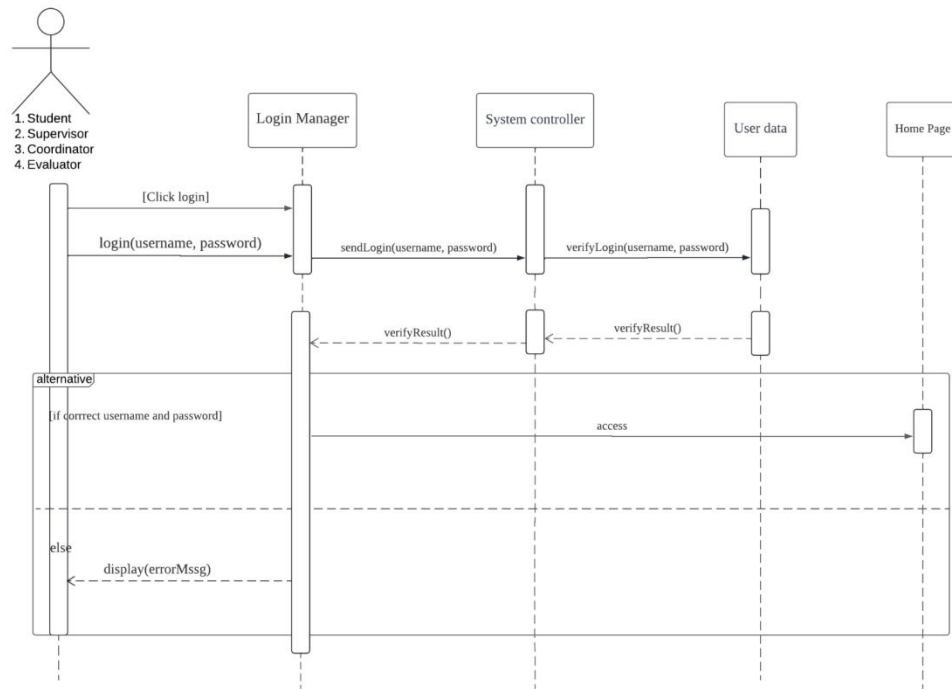 1. Student
2. Supervisor
3. Coordinator
4. Evaluator
Login Manager
System controller
User data
Home Page
[Click login]
login(username, password)
sendLogin(username, password)
verifyLogin(username, password)
verifyResult()
verifyResult()
alternative
[if corrrect username and password]
access
else
display(errorMssg)